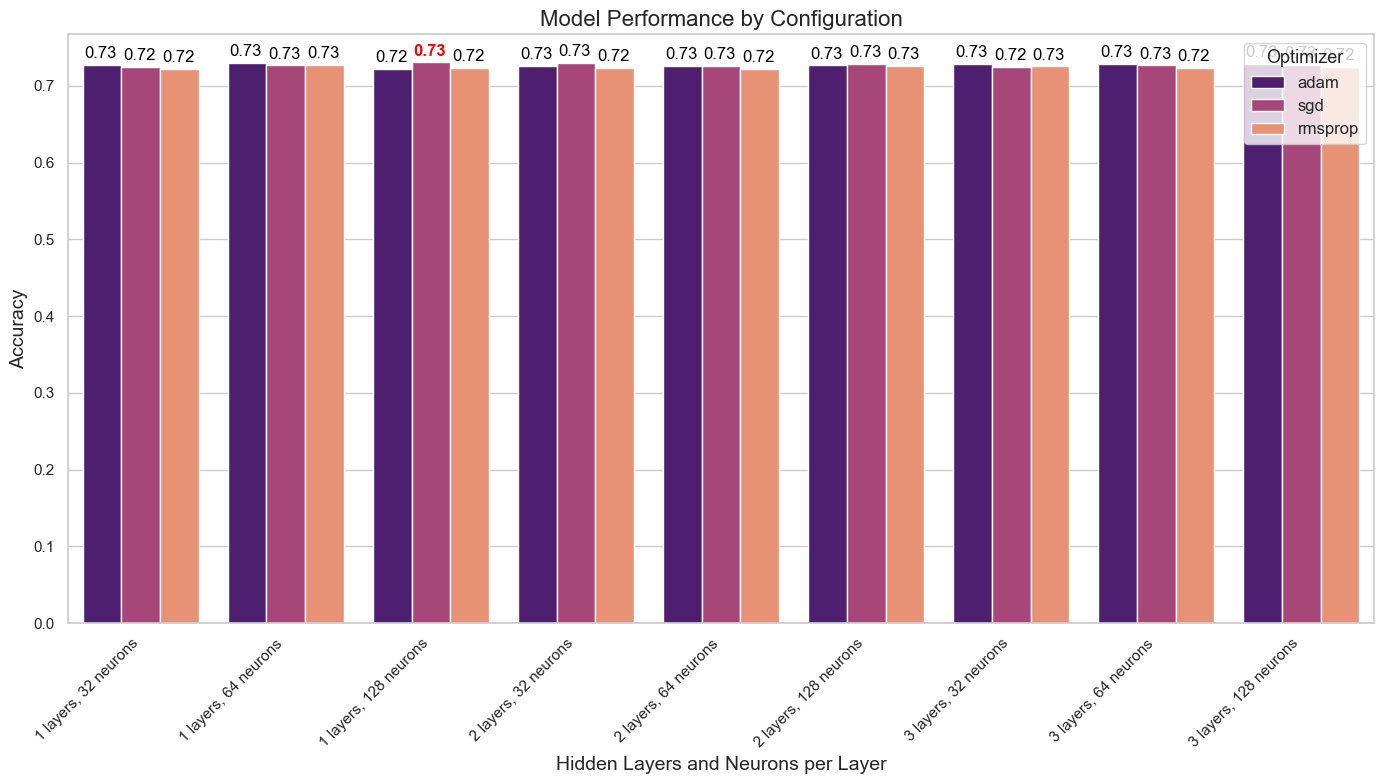 Model Performance by Configuration
0.73 0.72 0.72 0.73 0.73 0.73 0.72 0.73 0.72 0.73 0.73 0.72 0.73 0.73 0.72 0.73 0.73 0.73 0.73 0.72 0.73 0.73 0.73 0.72 0.73 0.73 0.72
Optimizer
adam
sgd
rmsprop
Accuracy
0.7
0.6
0.5
0.4
0.3
0.2
0.1
0.0
1 layers, 32 neurons
1 layers, 64 neurons
1 layers, 128 neurons
2 layers, 32 neurons
2 layers, 64 neurons
2 layers, 128 neurons
3 layers, 32 neurons
3 layers, 64 neurons
3 layers, 128 neurons
Hidden Layers and Neurons per Layer